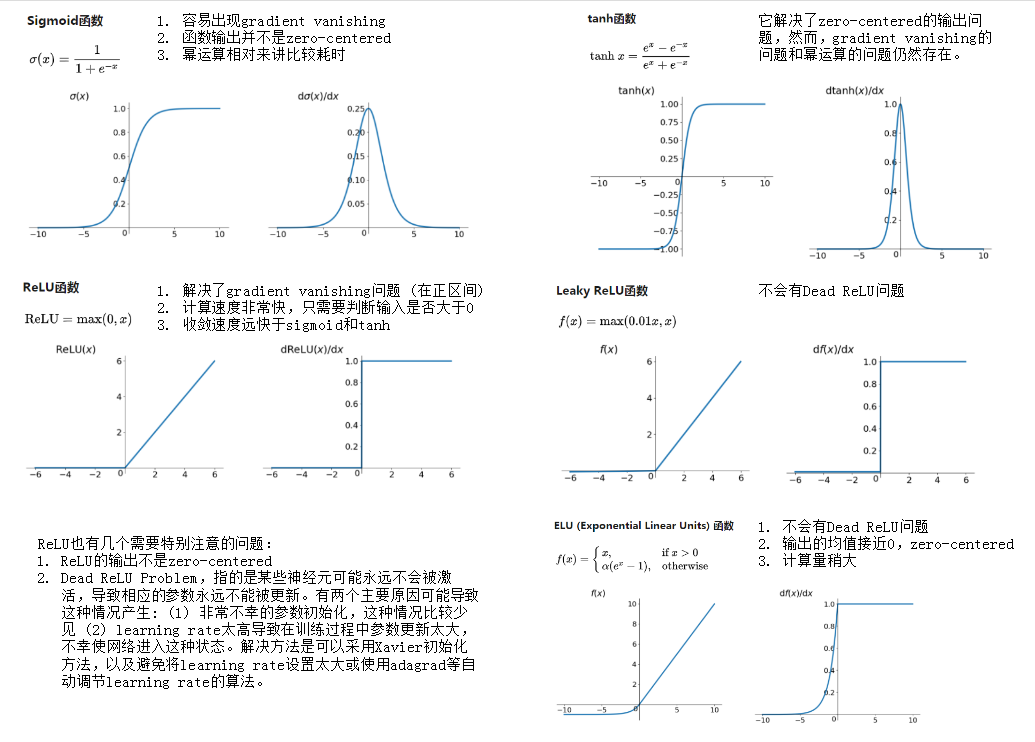 Sigmoid函数
σ(x) = 1 / (1 + e^{-x})
1. 容易出现gradient vanishing
2. 函数输出并不是zero-centered
3. 幂运算相对来讲比较耗时
σ(x)
1.0
0.8
0.6
0.4
0.2
-10 -5 0 5 10
dσ(x)/dx
0.25
0.20
0.15
0.10
0.05
-10 -5 0 5 10
tanh函数
tanh x = (e^x − e^{-x}) / (e^x + e^{-x})
它解决了zero-centered的输出问
题，然而，gradient vanishing的
问题和幂运算的问题仍然存在。
tanh(x)
1.00
0.75
0.50
0.25
-10 -5 0 5 10
-0.25
-0.50
-0.75
-1.00
dtanh(x)/dx
1.0
0.8
0.6
0.4
0.2
-10 -5 0 5 10
ReLU函数
ReLU = max(0, x)
1. 解决了gradient vanishing问题 (在正区间)
2. 计算速度非常快，只需要判断输入是否大于0
3. 收敛速度远快于sigmoid和tanh
ReLU(x)
6
4
2
-6 -4 -2 0 2 4 6
dReLU(x)/dx
1.0
0.8
0.6
0.4
0.2
-6 -4 -2 0 2 4 6
Leaky ReLU函数
f(x) = max(0.01x, x)
不会有Dead ReLU问题
f(x)
6
4
2
-6 -4 -2 0 2 4 6
df(x)/dx
1.0
0.8
0.6
0.4
0.2
-6 -4 -2 0 2 4 6
ReLU也有几个需要特别注意的问题：
1. ReLU的输出不是zero-centered
2. Dead ReLU Problem，指的是某些神经元可能永远不会被激
活，导致相应的参数永远不能被更新。有两个主要原因可能导致
这种情况产生：(1) 非常不幸的参数初始化，这种情况比较少
见 (2) learning rate太高导致在训练过程中参数更新太大，
不幸使网络进入这种状态。解决方法是可以采用Xavier初始化
方法，以及避免将learning rate设置太大或使用adagrad等自
动调节learning rate的算法。
ELU (Exponential Linear Units) 函数
f(x) = { x, if x > 0
α(e^x − 1), otherwise
1. 不会有Dead ReLU问题
2. 输出的均值接近0，zero-centered
3. 计算量稍大
f(x)
10
8
6
4
2
-10 -5 0 5 10
df(x)/dx
1.0
0.8
0.6
0.4
0.2
-10 -5 0 5 10